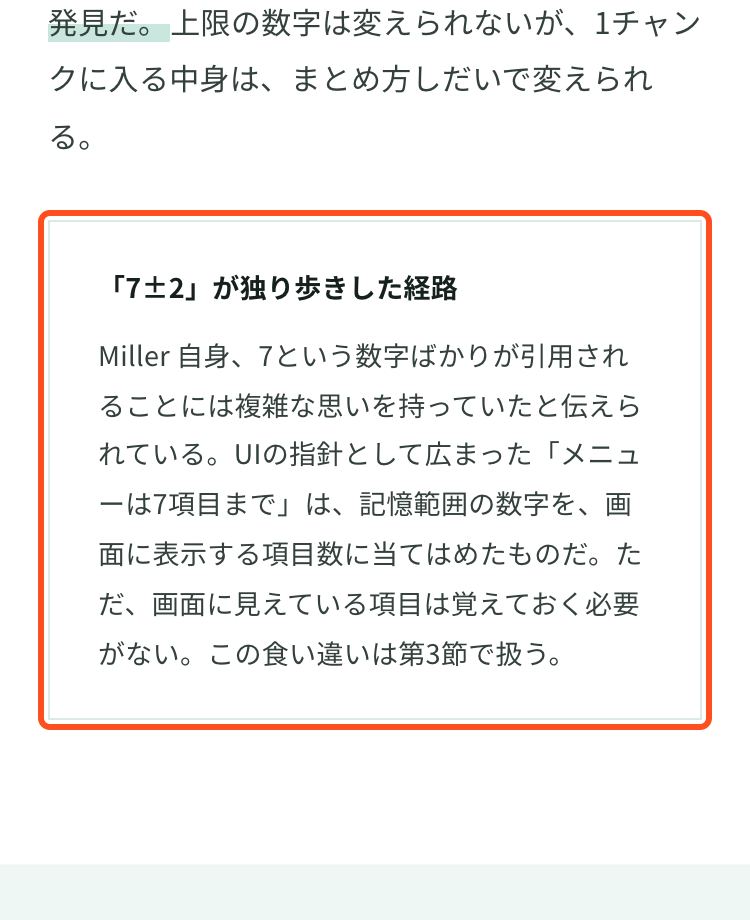 発見だ。上限の数字は変えられないが、1チャン
クに入る中身は、まとめ方しだいで変えられ
る。
「7±2」が独り歩きした経路
Miller 自身、7という数字ばかりが引用され
ることには複雑な思いを持っていたと伝えら
れている。UIの指針として広まった「メニュ
ーは7項目まで」は、記憶範囲の数字を、画
面に表示する項目数に当てはめたものだ。た
だ、画面に見えている項目は覚えておく必要
がない。この食い違いは第3節で扱う。